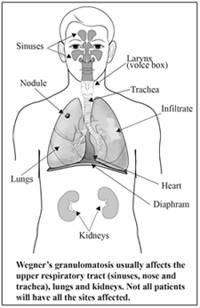 Sinuses
Larynx
(voice box)
Trachea
Nodule
Infiltrate
Lungs
Heart
Diaphram
Kidneys
Wegner's granulomatosis usually affects the
upper respiratory tract (sinuses, nose and
trachea), lungs and kidneys. Not all patients
will have all the sites affected.